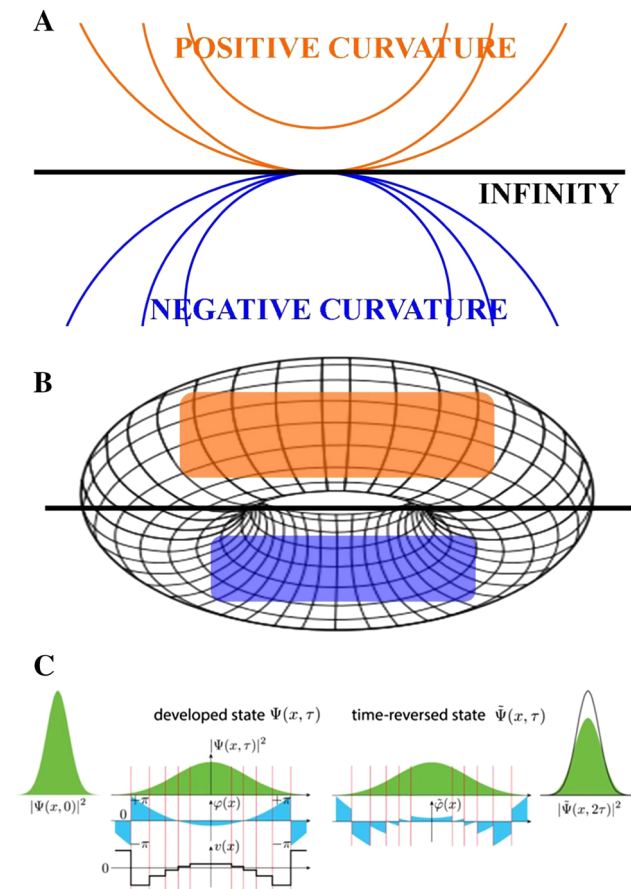 A
POSITIVE CURVATURE
INFINITY
NEGATIVE CURVATURE
B
C
developed state Ψ(x, τ)
time-reversed state Ψ̃(x, τ)
|Ψ(x, τ)|²
+π φ(x) +π
0
φ̃(x)
|Ψ(x, 0)|²
|Ψ̃(x, 2τ)|²
−π v(x) −π
0